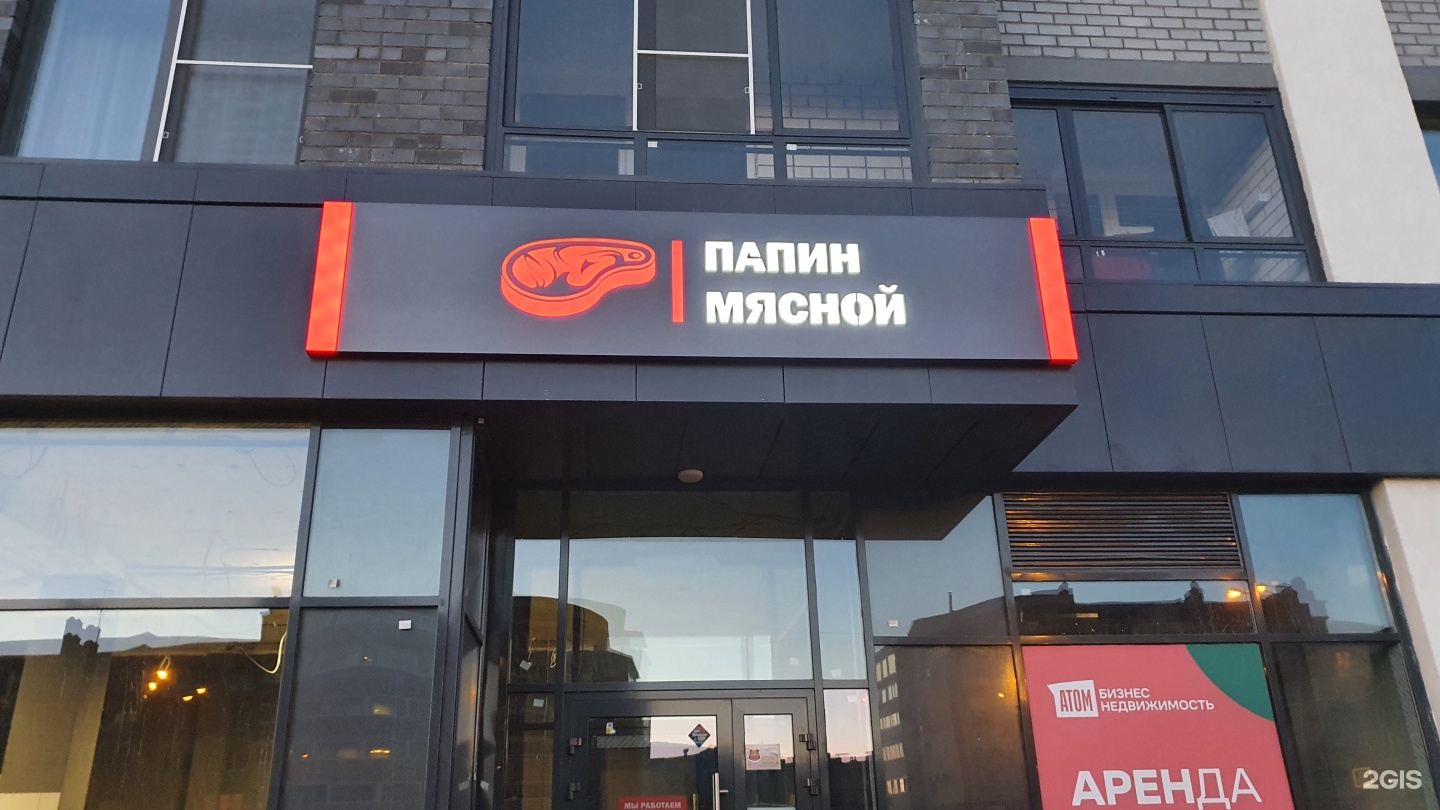 ПАПИН
МЯСНОЙ
АТОМ БИЗНЕС
НЕДВИЖИМОСТЬ
АРЕНДА
МЫ РАБОТАЕМ
2GIS